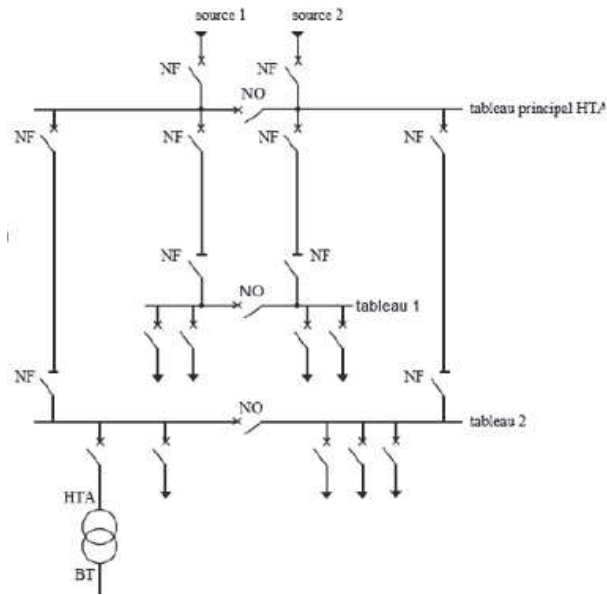 source 1 source 2
NF NF
NO
tableau principal HTA
NF NF NF NF
NF NF
NO
tableau 1
NF NF
NO
tableau 2
HTA
BT